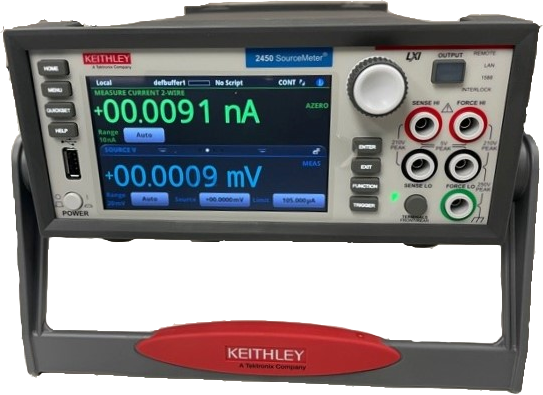 KEITHLEY
A Tektronix Company
2450 SourceMeter®
LXI
OUTPUT
REMOTE
LAN
1588
INTERLOCK
HOME
MENU
QUICKSET
HELP
POWER
Local defbuffer1 No Script CONT
MEASURE CURRENT 2-WIRE
+00.0091 nA
AZERO
Range
10nA
Auto
SOURCE V
+00.0009 mV
MEAS
Range
20mV
Auto
Source
+00.0000mV
Limit
105.000µA
ENTER
EXIT
FUNCTION
TRIGGER
SENSE HI
FORCE HI
210V
PEAK
5V
PEAK
210V
PEAK
SENSE LO
FORCE LO
250V
PEAK
TERMINALS
KEITHLEY
A Tektronix Company